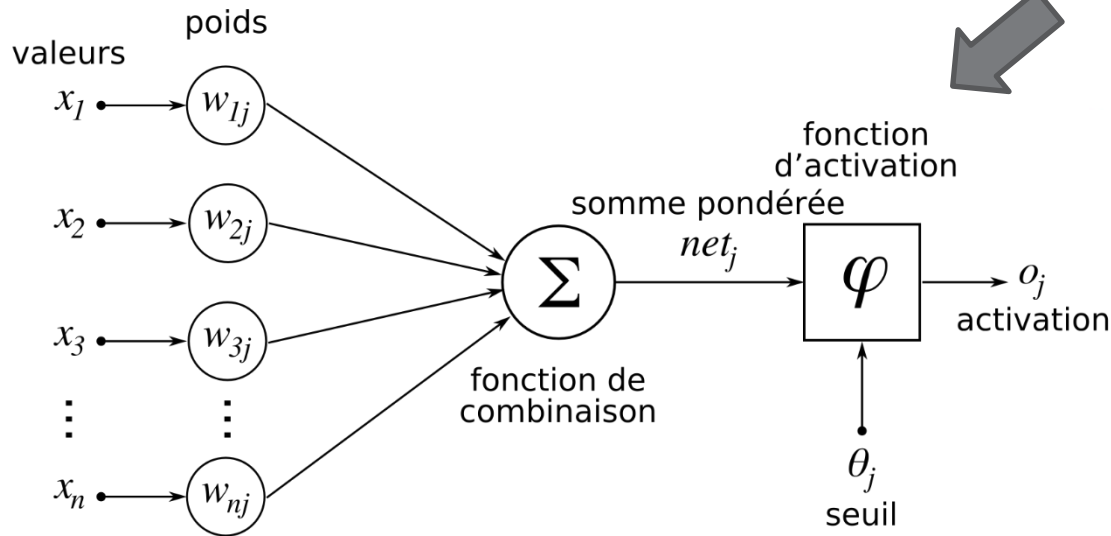 poids
valeurs
x₁ w₁ⱼ
fonction
d'activation
somme pondérée
x₂ w₂ⱼ
netⱼ
Σ φ oⱼ
activation
x₃ w₃ⱼ
fonction de
combinaison
⋮ ⋮
θⱼ
xₙ wₙⱼ
seuil